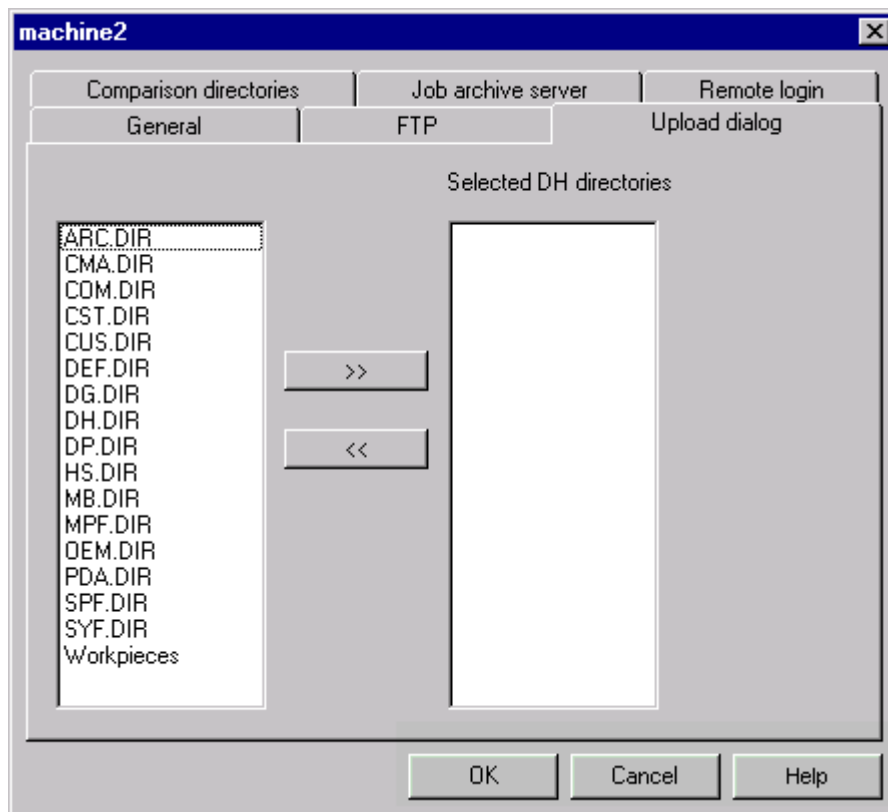 machine2
Comparison directories Job archive server Remote login
General FTP Upload dialog
Selected DH directories
ARC.DIR
CMA.DIR
COM.DIR
CST.DIR
CUS.DIR
DEF.DIR
DG.DIR
DH.DIR
DP.DIR
HS.DIR
MB.DIR
MPF.DIR
OEM.DIR
PDA.DIR
SPF.DIR
SYF.DIR
Workpieces
>>
<<
OK Cancel Help